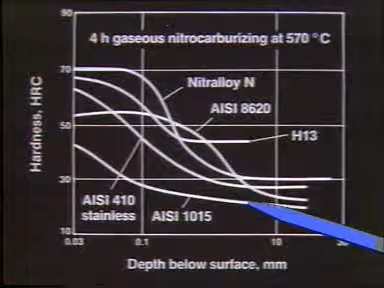 90
4 h gaseous nitrocarburizing at 570 °C
70
Nitralloy N
AISI 8620
Hardness, HRC
50
H13
30
AISI 410
stainless
AISI 1015
10
0.03
0.1
10
Depth below surface, mm